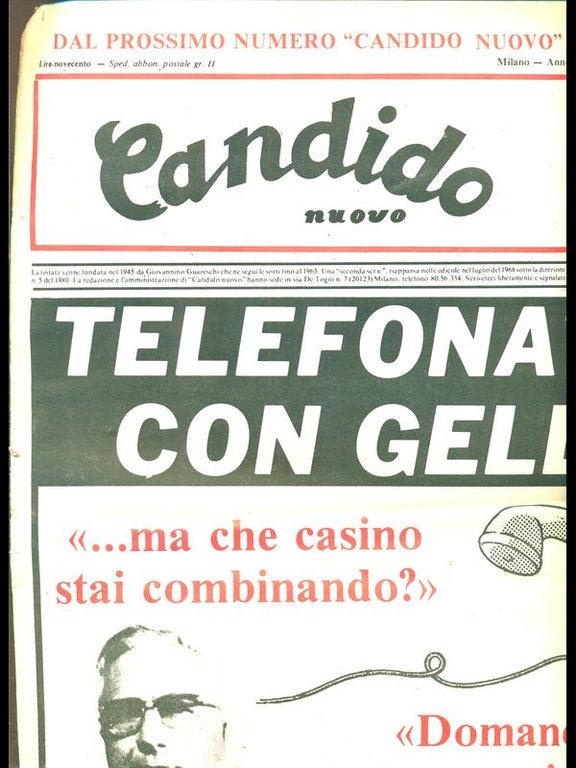 DAL PROSSIMO NUMERO "CANDIDO NUOVO"
Lire novecento — Sped. abbon. postale gr. II
Milano — Ann
Candido
nuovo
La testata venne fondata nel 1945 da Giovannino Guareschi che ne seguì le sorti fino al 1965. Una "seconda serie", riapparsa nelle edicole nel luglio del 1968 sotto la direzione
n. 5 del 1980. La redazione e l'amministrazione di "Candido nuovo" hanno sede in via De Togni n. 7 (20123) Milano, telefono 80.56.334. Scriveteci liberamente e segnalate
TELEFONA
CON GELL
«...ma che casino
stai combinando?»
«Doman